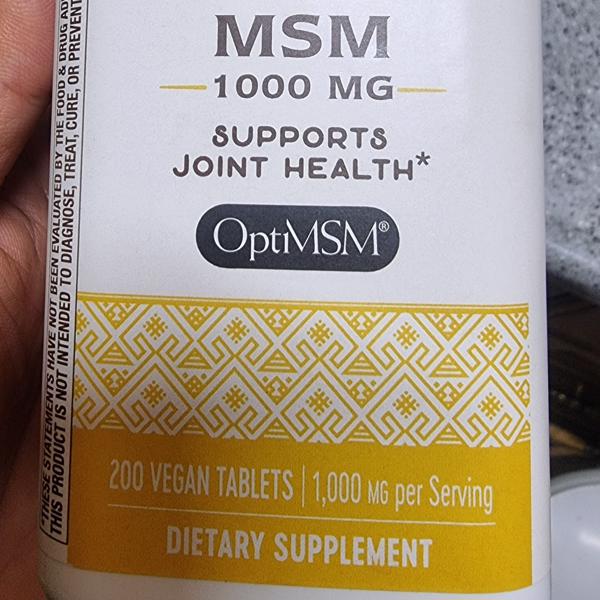 MSM
1000 MG
SUPPORTS
JOINT HEALTH*
OptiMSM®
200 VEGAN TABLETS | 1,000 MG per Serving
DIETARY SUPPLEMENT
*THESE STATEMENTS HAVE NOT BEEN EVALUATED BY THE FOOD & DRUG
THIS PRODUCT IS NOT INTENDED TO DIAGNOSE, TREAT, CURE, OR PREVENT